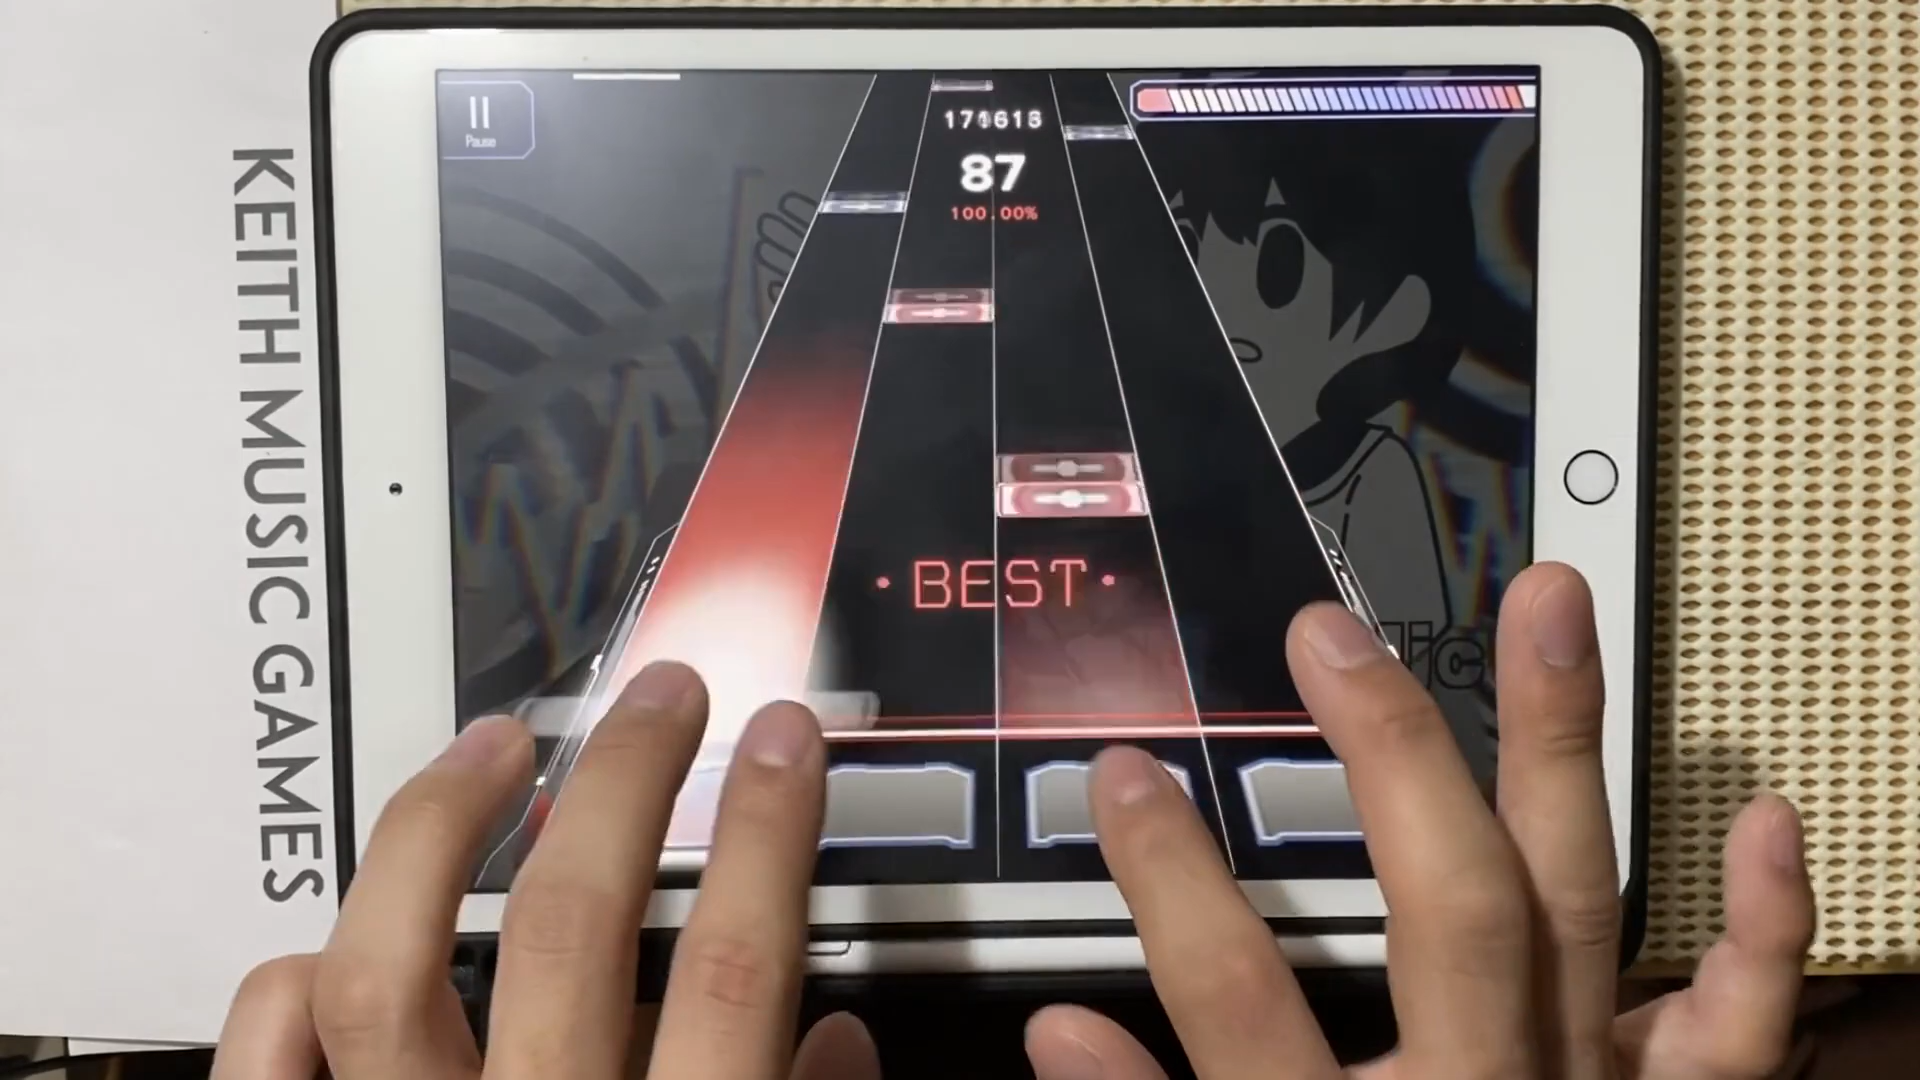 KEITH MUSIC GAMES
Pause
87
100.00%
• BEST •